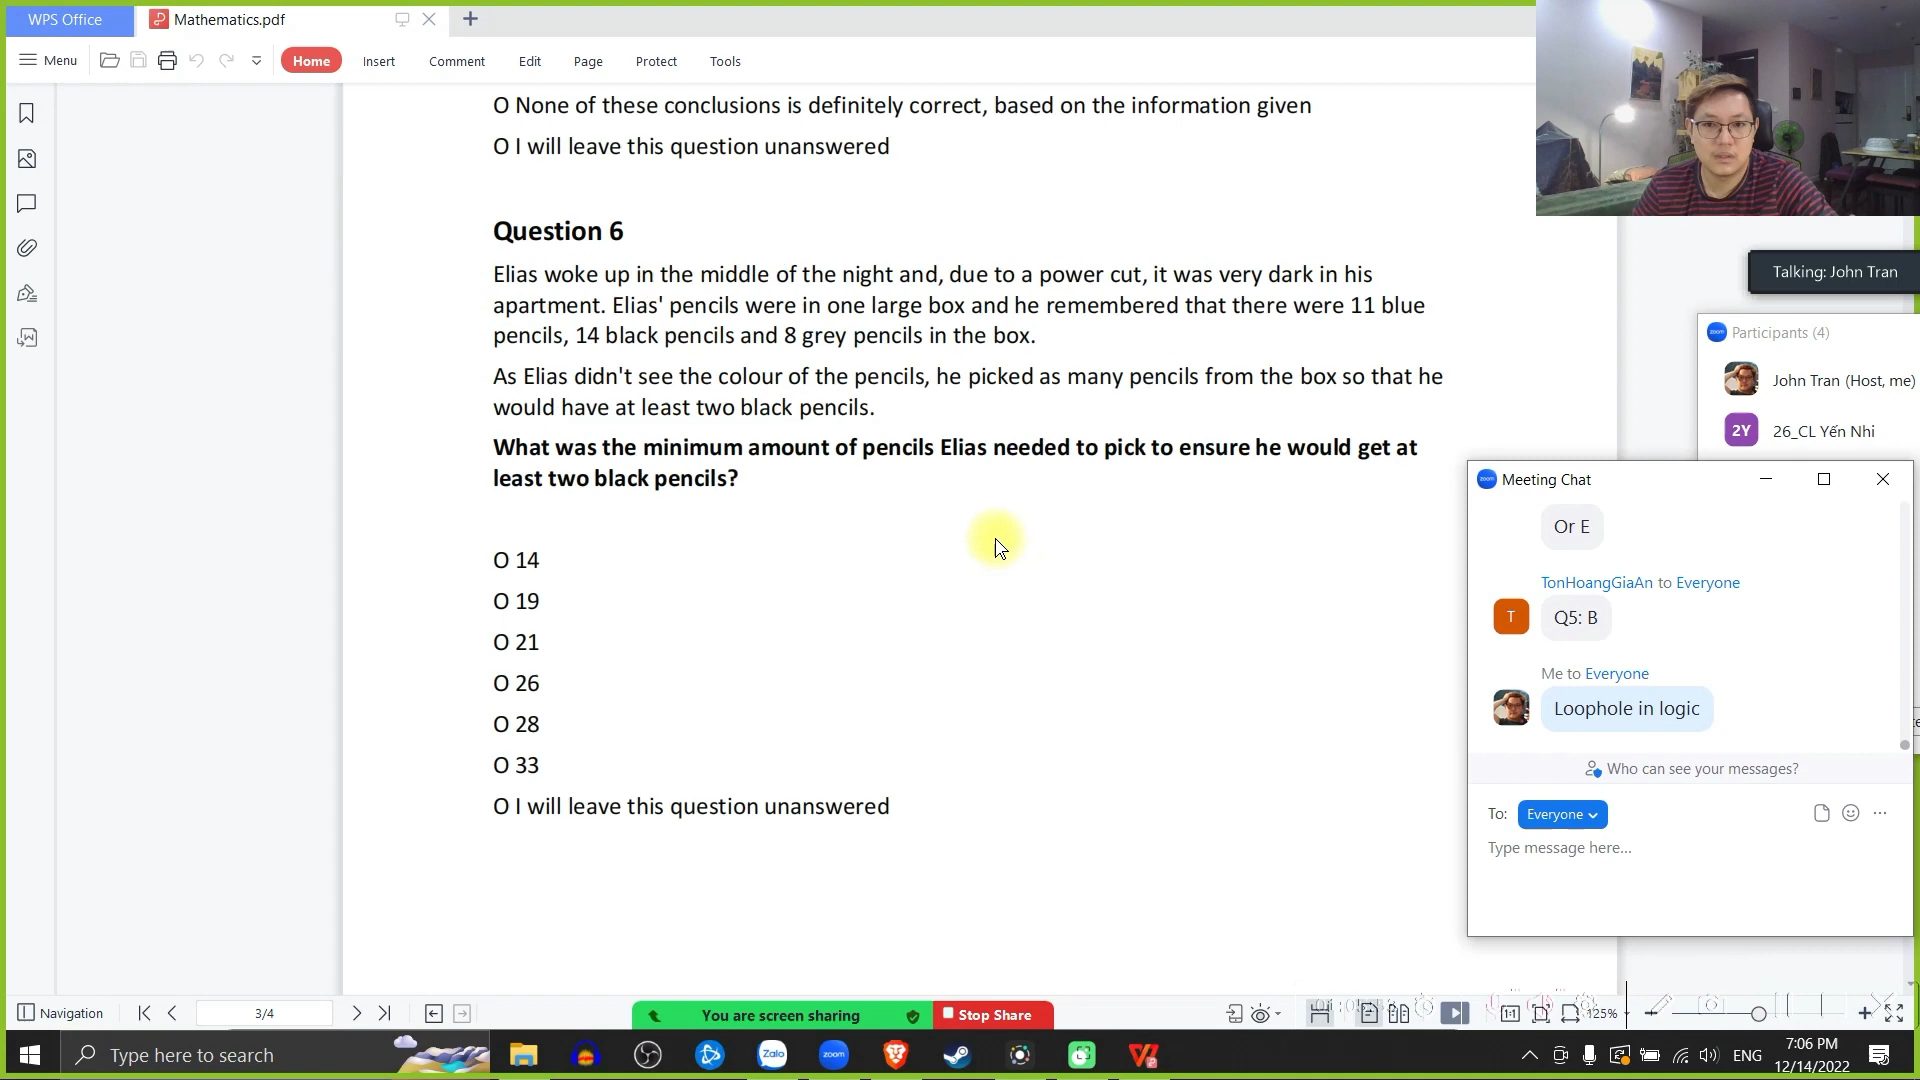 WPS Office
Mathematics.pdf
Menu
Home
Insert
Comment
Edit
Page
Protect
Tools
O None of these conclusions is definitely correct, based on the information given
O I will leave this question unanswered
Question 6
Elias woke up in the middle of the night and, due to a power cut, it was very dark in his
apartment. Elias' pencils were in one large box and he remembered that there were 11 blue
pencils, 14 black pencils and 8 grey pencils in the box.
As Elias didn't see the colour of the pencils, he picked as many pencils from the box so that he
would have at least two black pencils.
What was the minimum amount of pencils Elias needed to pick to ensure he would get at
least two black pencils?
O 14
O 19
O 21
O 26
O 28
O 33
O I will leave this question unanswered
Talking: John Tran
zoom
Participants (4)
John Tran (Host, me)
2Y
26_CL Yến Nhi
zoom
Meeting Chat
Or E
TonHoangGiaAn to Everyone
T
Q5: B
Me to Everyone
Loophole in logic
Who can see your messages?
To:
Everyone
Type message here...
Navigation
3/4
You are screen sharing
Stop Share
1:1
125%
Type here to search
Zalo
zoom
ENG
7:06 PM
12/14/2022